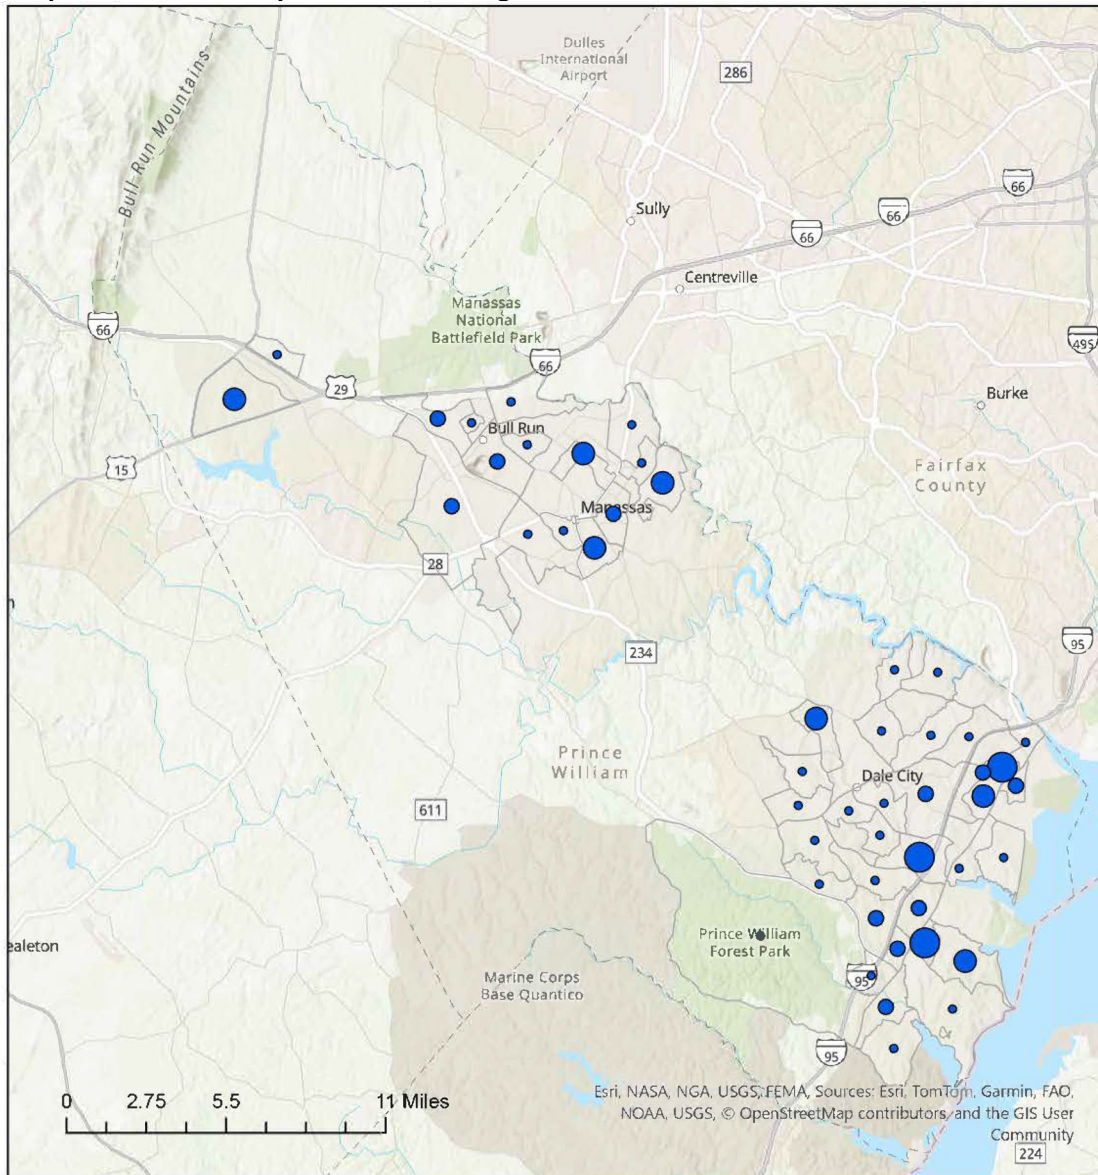 Dulles
International
Airport
286
Bull Run Mountains
66
Sully
66
66
Centreville
Manassas
National
Battlefield Park
66
66
495
29
Burke
Bull Run
15
Fairfax
County
Manassas
28
95
234
Prince
William
Dale City
611
ealeton
Prince William
Forest Park
Marine Corps
Base Quantico
95
95
0 2.75 5.5 11 Miles
Esri, NASA, NGA, USGS, FEMA, Sources: Esri, TomTom, Garmin, FAO,
NOAA, USGS, © OpenStreetMap contributors, and the GIS User
Community
224